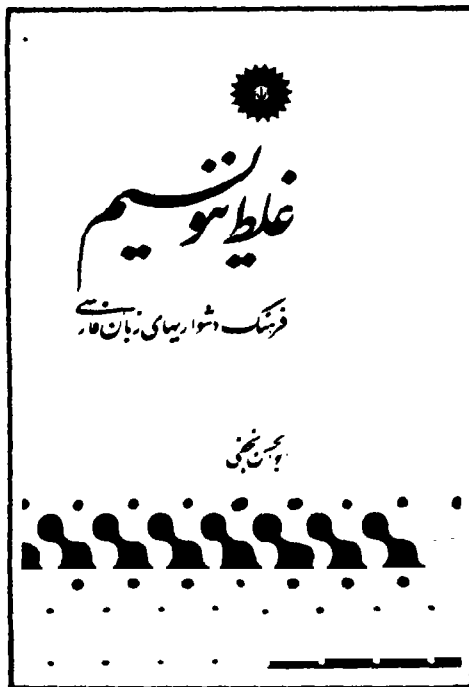 غلط ننویسیم
فرهنگ دشواریهای زبان فارسی
ابوالحسن نجفی